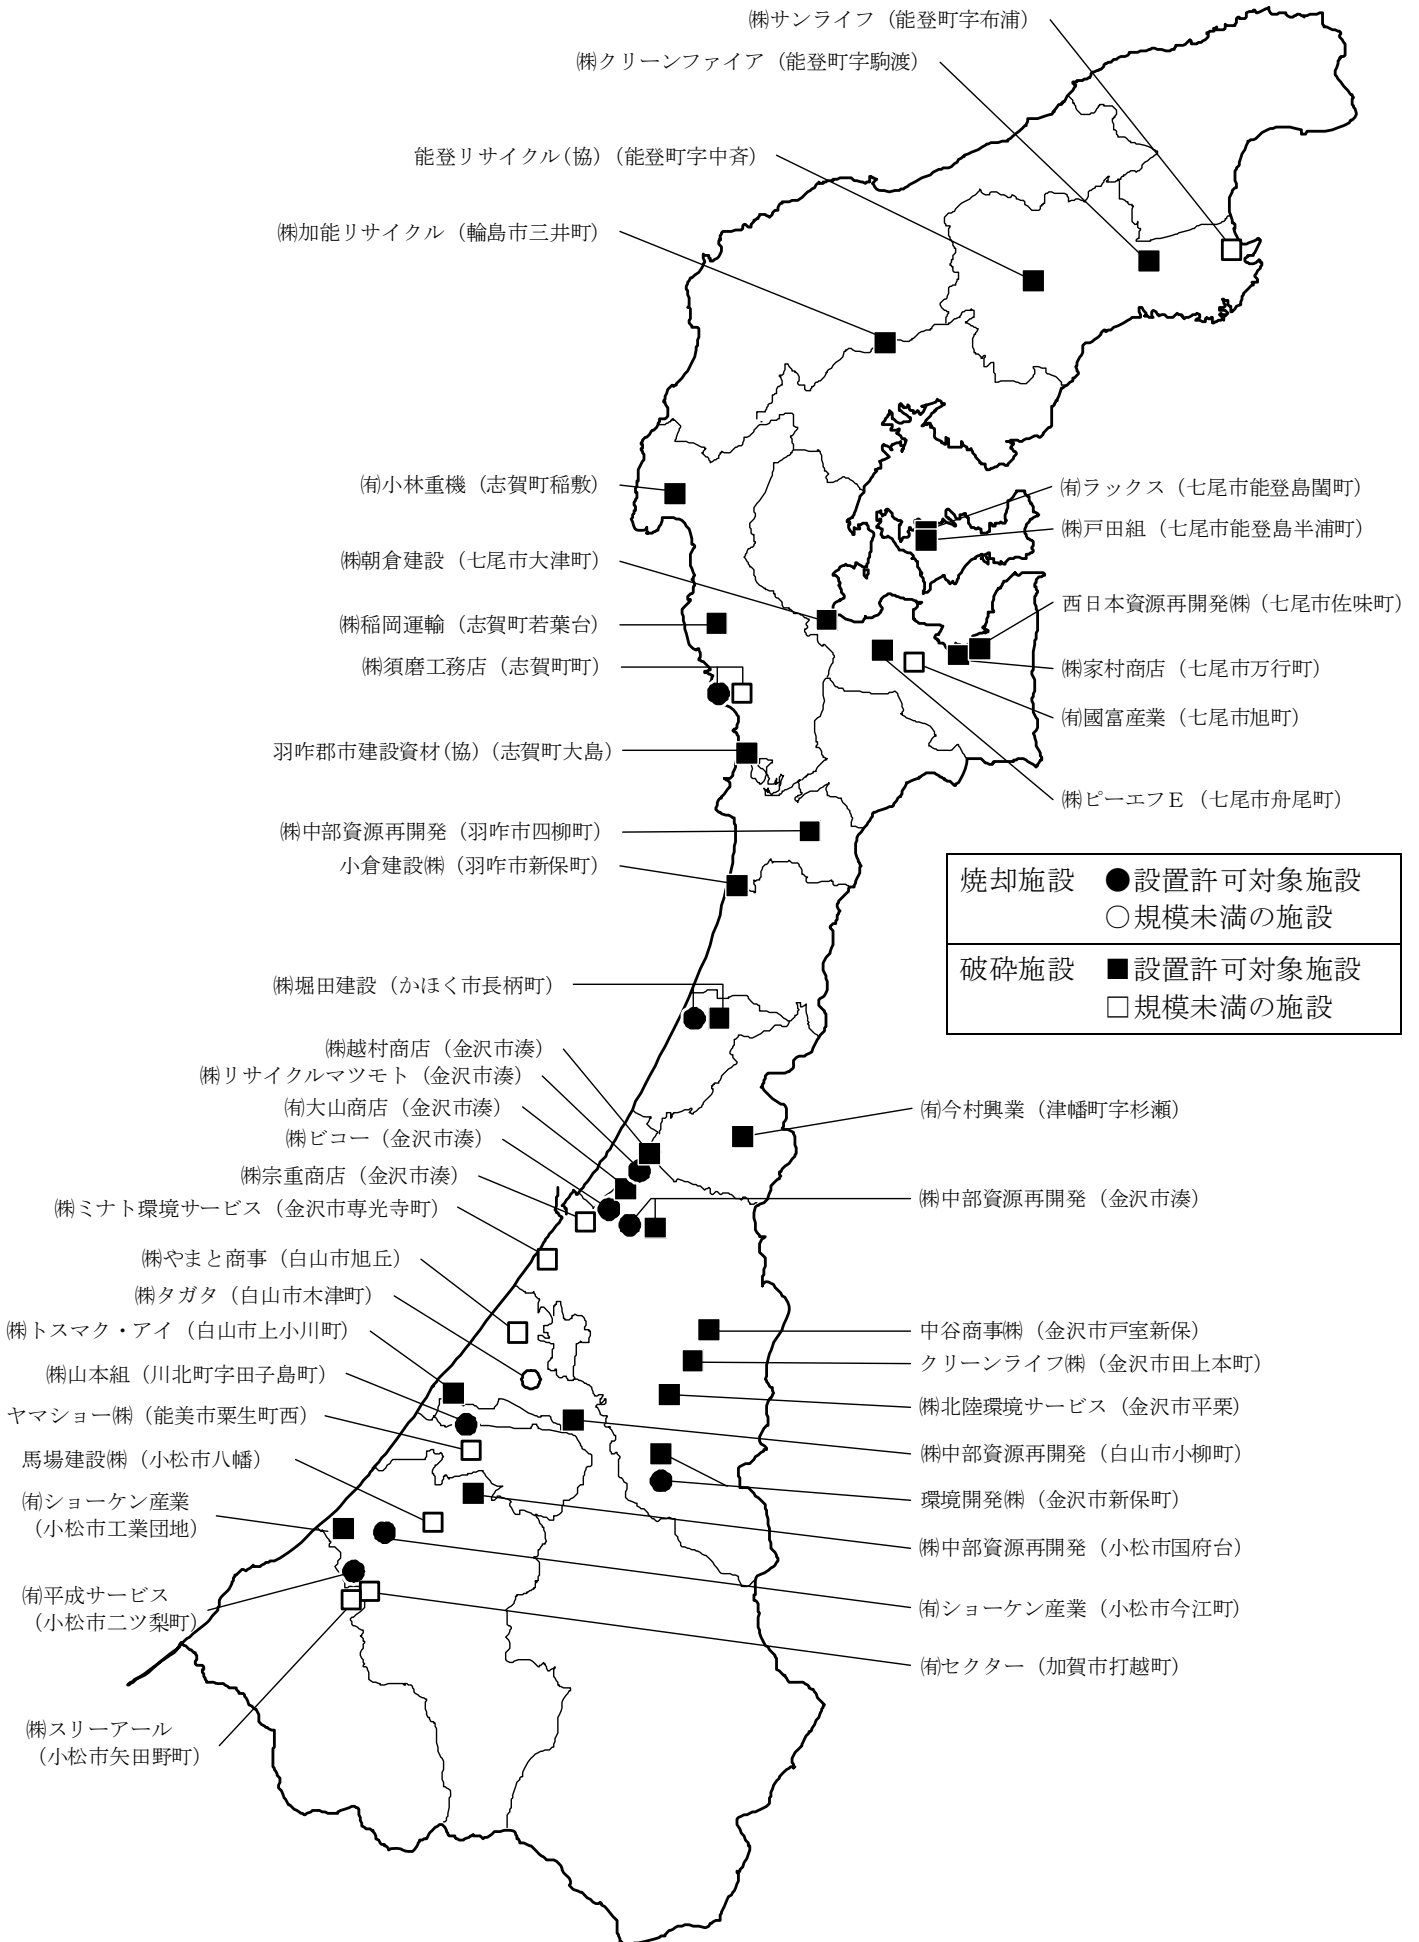 ㈱サンライフ（能登町字布浦）
㈱クリーンファイア（能登町字駒渡）
能登リサイクル(協)（能登町字中斉）
㈱加能リサイクル（輪島市三井町）
㈲小林重機（志賀町稲敷）
㈲ラックス（七尾市能登島閨町）
㈱戸田組（七尾市能登島半浦町）
㈱朝倉建設（七尾市大津町）
西日本資源再開発㈱（七尾市佐味町）
㈱稲岡運輸（志賀町若葉台）
㈱須磨工務店（志賀町町）
㈱家村商店（七尾市万行町）
㈲國富産業（七尾市旭町）
羽咋郡市建設資材(協)（志賀町大島）
㈱ピーエフＥ（七尾市舟尾町）
㈱中部資源再開発（羽咋市四柳町）
小倉建設㈱（羽咋市新保町）
焼却施設　●設置許可対象施設
○規模未満の施設
破砕施設　■設置許可対象施設
□規模未満の施設
㈱堀田建設（かほく市長柄町）
㈱越村商店（金沢市湊）
㈱リサイクルマツモト（金沢市湊）
㈲大山商店（金沢市湊）
㈲今村興業（津幡町字杉瀬）
㈱ビコー（金沢市湊）
㈱宗重商店（金沢市湊）
㈱ミナト環境サービス（金沢市専光寺町）
㈱中部資源再開発（金沢市湊）
㈱やまと商事（白山市旭丘）
㈱タガタ（白山市木津町）
㈱トスマク・アイ（白山市上小川町）
中谷商事㈱（金沢市戸室新保）
クリーンライフ㈱（金沢市田上本町）
㈱山本組（川北町字田子島町）
㈱北陸環境サービス（金沢市平栗）
ヤマショー㈱（能美市粟生町西）
㈱中部資源再開発（白山市小柳町）
馬場建設㈱（小松市八幡）
環境開発㈱（金沢市新保町）
㈲ショーケン産業
（小松市工業団地）
㈱中部資源再開発（小松市国府台）
㈲平成サービス
（小松市二ツ梨町）
㈲ショーケン産業（小松市今江町）
㈲セクター（加賀市打越町）
㈱スリーアール
（小松市矢田野町）